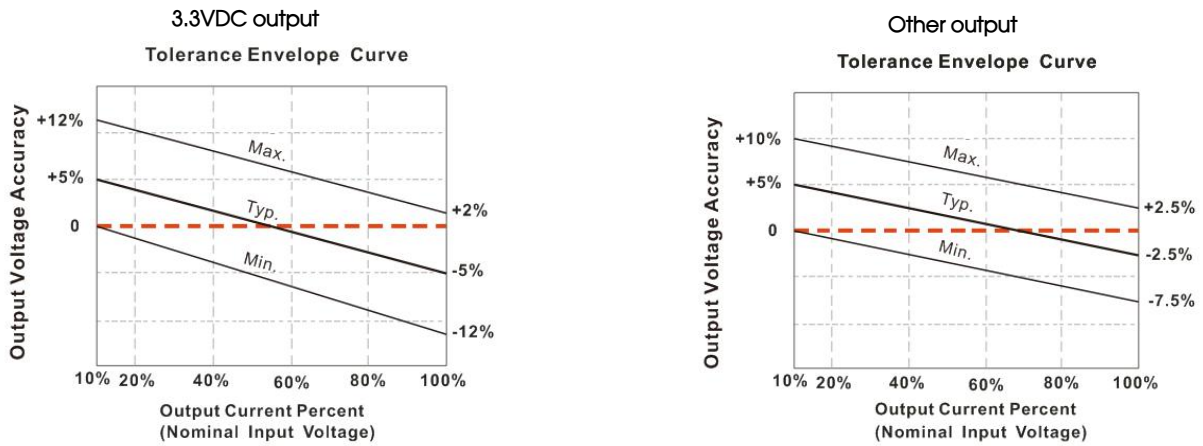 3.3VDC output
Tolerance Envelope Curve
Output Voltage Accuracy
+12%
+5%
0
Max.
Typ.
Min.
+2%
-5%
-12%
10% 20% 40% 60% 80% 100%
Output Current Percent
(Nominal Input Voltage)
Other output
Tolerance Envelope Curve
Output Voltage Accuracy
+10%
+5%
0
Max.
Typ.
Min.
+2.5%
-2.5%
-7.5%
10% 20% 40% 60% 80% 100%
Output Current Percent
(Nominal Input Voltage)